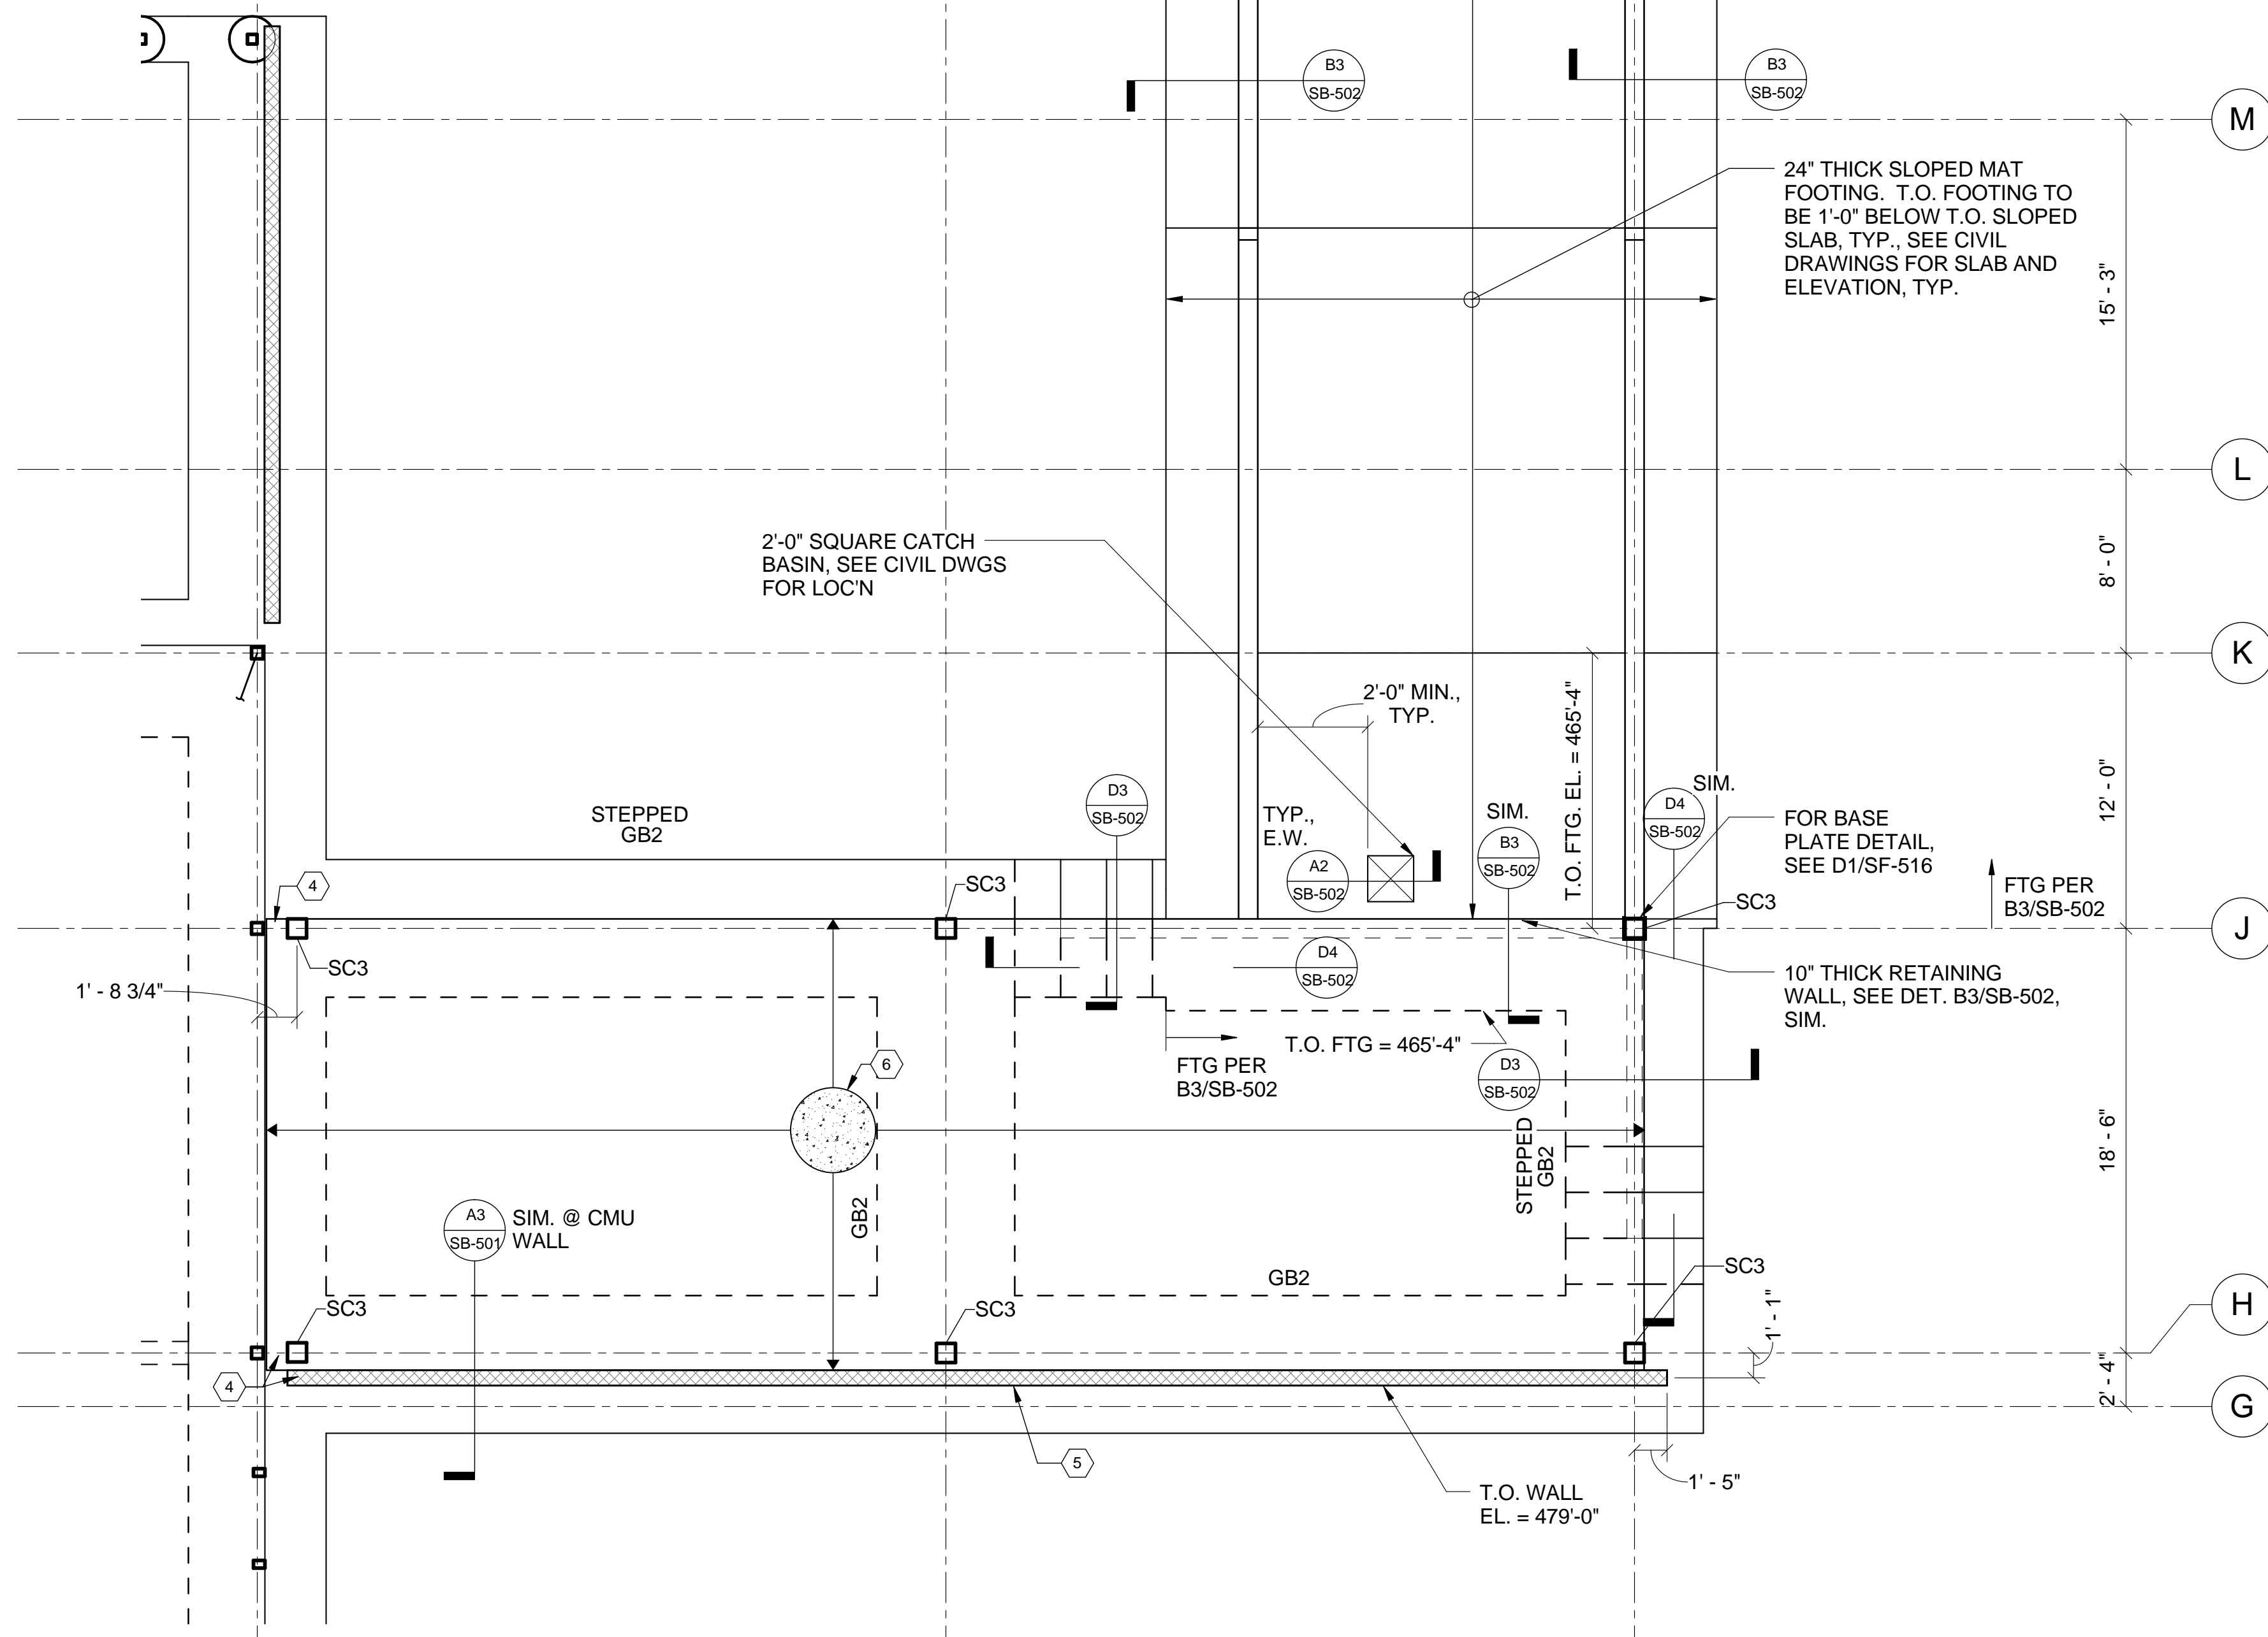 B3
SB-502
B3
SB-502
M
24" THICK SLOPED MAT
FOOTING. T.O. FOOTING TO
BE 1'-0" BELOW T.O. SLOPED
SLAB, TYP., SEE CIVIL
DRAWINGS FOR SLAB AND
ELEVATION, TYP.
15' - 3"
L
2'-0" SQUARE CATCH
BASIN, SEE CIVIL DWGS
FOR LOC'N
8' - 0"
K
2'-0" MIN.,
TYP.
T.O. FTG. EL. = 465'-4"
12' - 0"
STEPPED
GB2
D3
SB-502
TYP.,
E.W.
A2
SB-502
SIM.
B3
SB-502
SIM.
D4
SB-502
FOR BASE
PLATE DETAIL,
SEE D1/SF-516
FTG PER
B3/SB-502
4
SC3
SC3
J
SC3
1' - 8 3/4"
D4
SB-502
10" THICK RETAINING
WALL, SEE DET. B3/SB-502,
SIM.
T.O. FTG = 465'-4"
FTG PER
B3/SB-502
6
D3
SB-502
STEPPED
GB2
18' - 6"
A3
SB-501
SIM. @ CMU
WALL
GB2
GB2
SC3
SC3
SC3
1' - 1"
H
4
2' - 4"
G
5
1' - 5"
T.O. WALL
EL. = 479'-0"